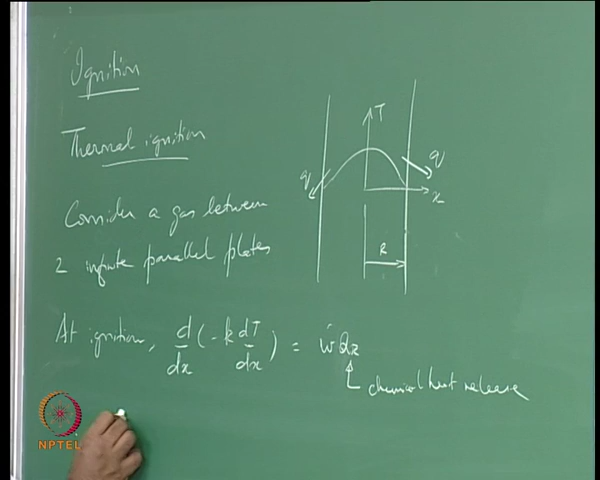 Ignition
Thermal ignition
Consider a gas between
2 infinite parallel plates
T
q
q
x
R
At ignition, d/dx (-k dT/dx) = ẇ QR
chemical heat release
NPTEL